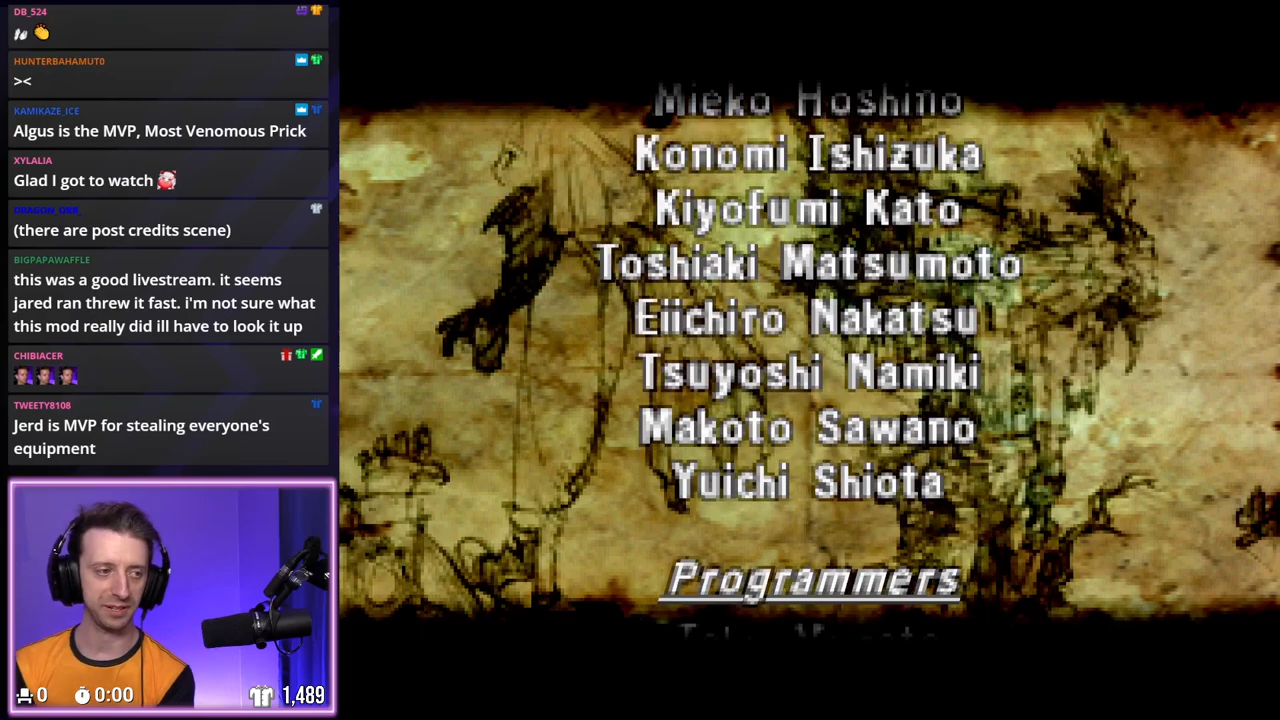 DB_524
HUNTERBAHAMUT0
><
KAMIKAZE_ICE
Algus is the MVP, Most Venomous Prick
XYLALIA
Glad I got to watch
DRAGON_ORB_
(there are post credits scene)
BIGPAPAWAFFLE
this was a good livestream. it seems
jared ran threw it fast. i'm not sure what
this mod really did ill have to look it up
CHIBIACER
TWEETY8108
Jerd is MVP for stealing everyone's
equipment
0
0:00
1,489
Mieko Hoshino
Konomi Ishizuka
Kiyofumi Kato
Toshiaki Matsumoto
Eiichiro Nakatsu
Tsuyoshi Namiki
Makoto Sawano
Yuichi Shiota
Programmers